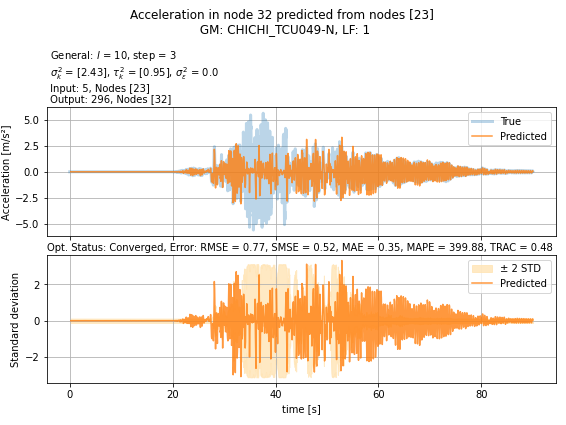 Acceleration in node 32 predicted from nodes [23]
GM: CHICHI_TCU049-N, LF: 1
General: l = 10, step = 3
σ²ₖ = [2.43], τ²ₖ = [0.95], σ²ε = 0.0
Input: 5, Nodes [23]
Output: 296, Nodes [32]
Acceleration [m/s²]
5.0
2.5
0.0
−2.5
−5.0
True
Predicted
Opt. Status: Converged, Error: RMSE = 0.77, SMSE = 0.52, MAE = 0.35, MAPE = 399.88, TRAC = 0.48
Standard deviation
2
0
−2
± 2 STD
Predicted
0 20 40 60 80
time [s]